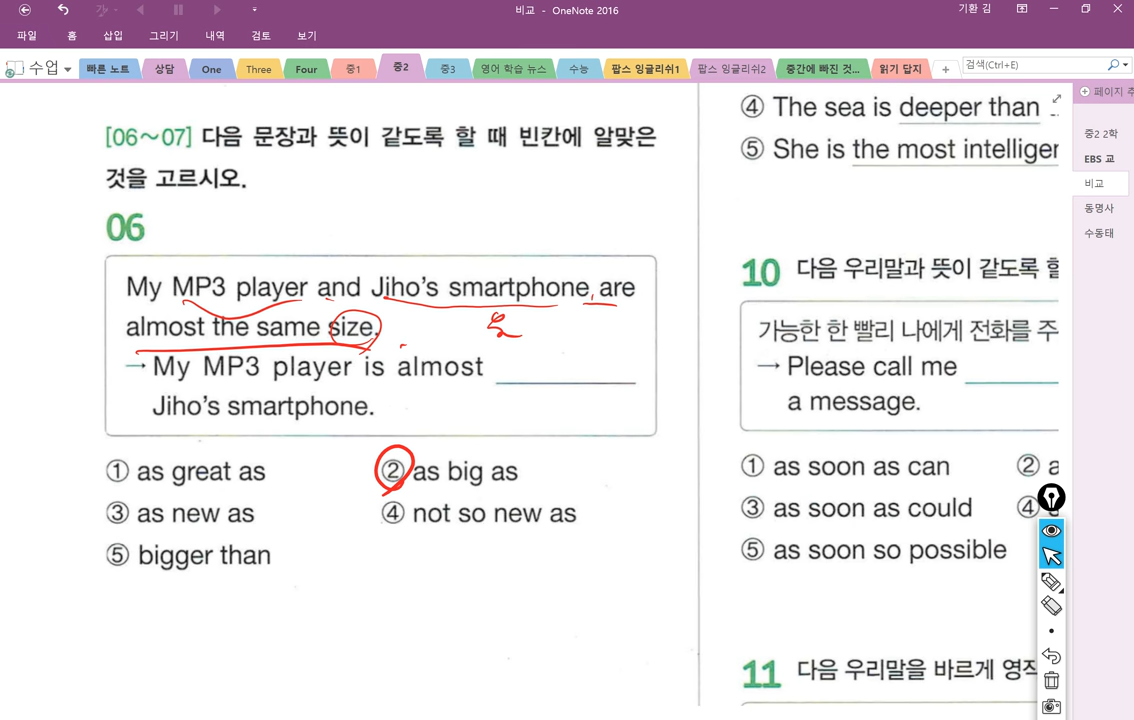 비교 - OneNote 2016
기환 김
파일 홈 삽입 그리기 내역 검토 보기
수업 빠른 노트 상담 One Three Four 중1 중2 중3 영어 학습 뉴스 수능 팝스 잉글리쉬1 팝스 잉글리쉬2 중간에 빠진 것... 읽기 답지 + 검색(Ctrl+E)
페이지 추
중2 2학
EBS 교
비교
동명사
수동태
[06~07] 다음 문장과 뜻이 같도록 할 때 빈칸에 알맞은
것을 고르시오.
06
My MP3 player and Jiho's smartphone are
almost the same size.
→ My MP3 player is almost
Jiho's smartphone.
① as great as
② as big as
③ as new as
④ not so new as
⑤ bigger than
④ The sea is deeper than
⑤ She is the most intelliger
10 다음 우리말과 뜻이 같도록 할
가능한 한 빨리 나에게 전화를 주
→ Please call me
a message.
① as soon as can
② a
③ as soon as could
④
⑤ as soon so possible
11 다음 우리말을 바르게 영작